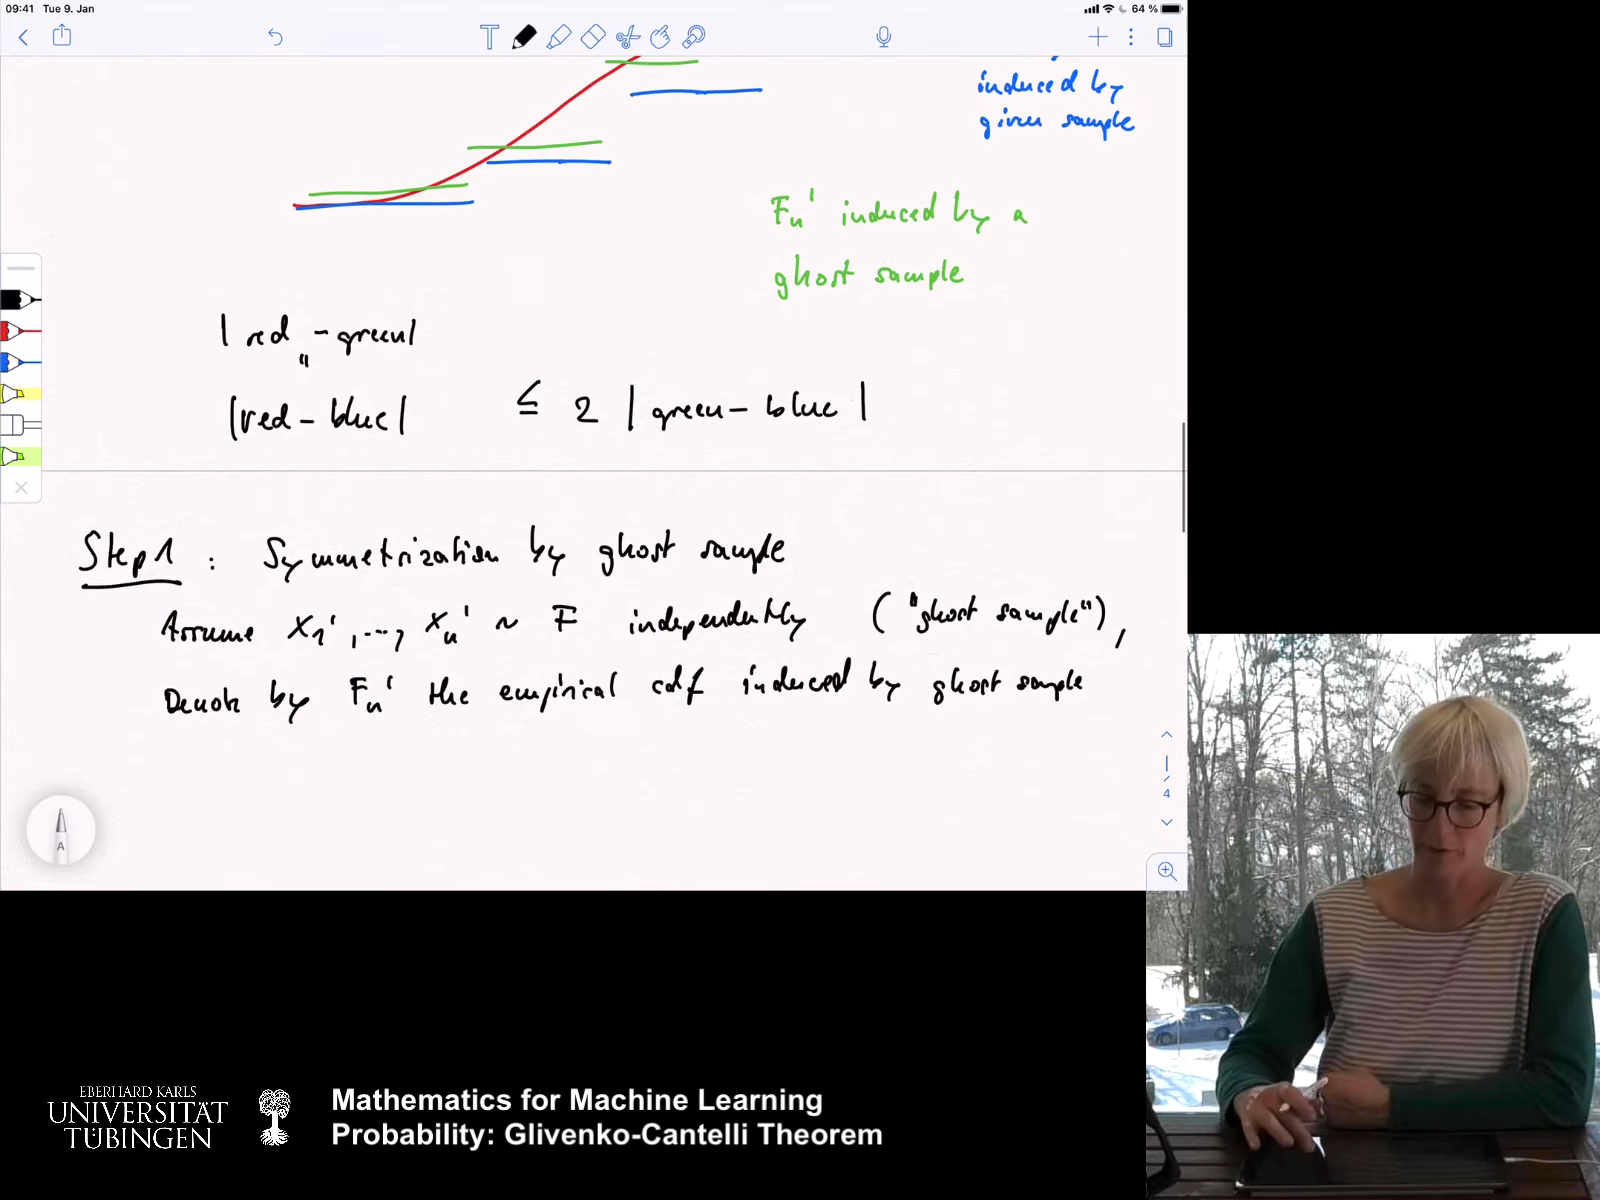 09:41 Tue 9. Jan
64 %
T
induced by
given sample
Fn' induced by a
ghost sample
| red - green|
"
|red - blue| ≤ 2 | green - blue |
Step 1 : Symmetrization by ghost sample
Assume X1', ..., Xn' ~ F independently ("ghost sample"),
Denote by Fn' the empirical cdf induced by ghost sample
4
A
EBERHARD KARLS
UNIVERSITÄT
TÜBINGEN
Mathematics for Machine Learning
Probability: Glivenko-Cantelli Theorem